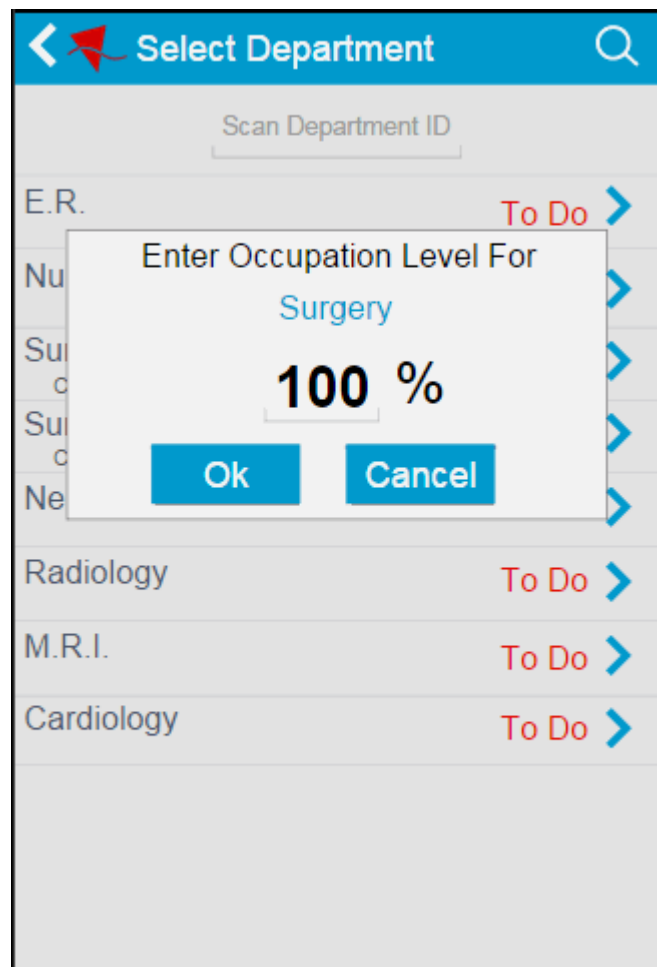 Select Department
Scan Department ID
E.R.
To Do
Enter Occupation Level For
Surgery
100 %
Ok Cancel
Radiology
To Do
M.R.I.
To Do
Cardiology
To Do